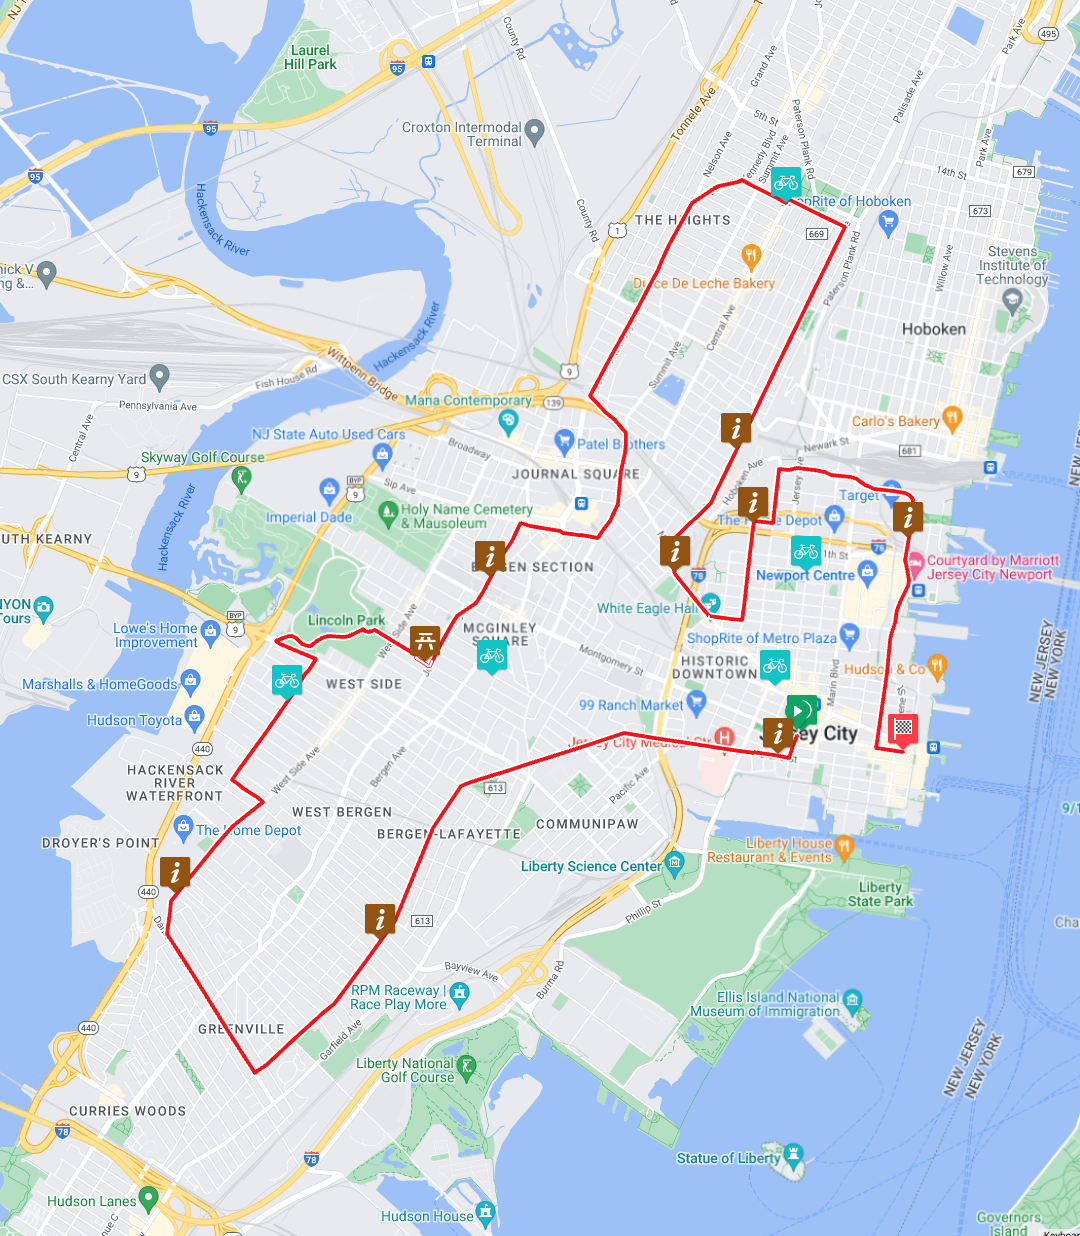 NJ T
County Rd
Park Ave
495
Laurel
Hill Park
95
Grand Ave
Tonnele Ave
Palisade Ave
5th St
Paterson Plank Rd
95
Croxton Intermodal
Terminal
Nelson Ave
Summit Ave
Park Ave
95
14th St
679
Hackensack River
County Rd
THE HEIGHTS
ShopRite of Hoboken
673
1
669
Paterson Plank Rd
Willow Ave
Stevens
Institute of
Technology
Dulce De Leche Bakery
Hackensack River
Central Ave
Hoboken
Wittpenn Bridge
Summit Ave
CSX South Kearny Yard
Fish House Rd
9
Pennsylvania Ave
Mana Contemporary
139
Central Ave
Carlo's Bakery
NJ State Auto Used Cars
Broadway
Patel Brothers
Newark St
681
Skyway Golf Course
9
JOURNAL SQUARE
Hoboken Ave
Jersey Ave
BYP
9
Sip Ave
Target
681
Imperial Dade
Holy Name Cemetery
& Mausoleum
The Home Depot
Hackensack River
UTH KEARNY
78
BERGEN SECTION
78
Newport Centre
Courtyard by Marriott
Jersey City Newport
YON
Tours
BYP
9
Lincoln Park
White Eagle Hall
Lowe's Home
Improvement
MCGINLEY
SQUARE
ShopRite of Metro Plaza
Montgomery St
HISTORIC
DOWNTOWN
Marin Blvd
Hudson & Co
NEW JERSEY
NEW YORK
Marshalls & HomeGoods
WEST SIDE
99 Ranch Market
Hudson Toyota
Jersey City Medical Ctr
Jersey City
440
HACKENSACK
RIVER
WATERFRONT
West Side Ave
Bergen Ave
613
Pacific Ave
WEST BERGEN
The Home Depot
BERGEN-LAFAYETTE
COMMUNIPAW
DROYER'S POINT
Liberty House
Restaurant & Events
Liberty Science Center
440
Liberty
State Park
613
Phillip St
Bayview Ave
Burma Rd
RPM Raceway |
Race Play More
Ellis Island National
Museum of Immigration
440
GREENVILLE
Garfield Ave
Liberty National
Golf Course
NEW JERSEY
NEW YORK
CURRIES WOODS
78
78
Statue of Liberty
Hudson Lanes
Hudson House
Governors
Island